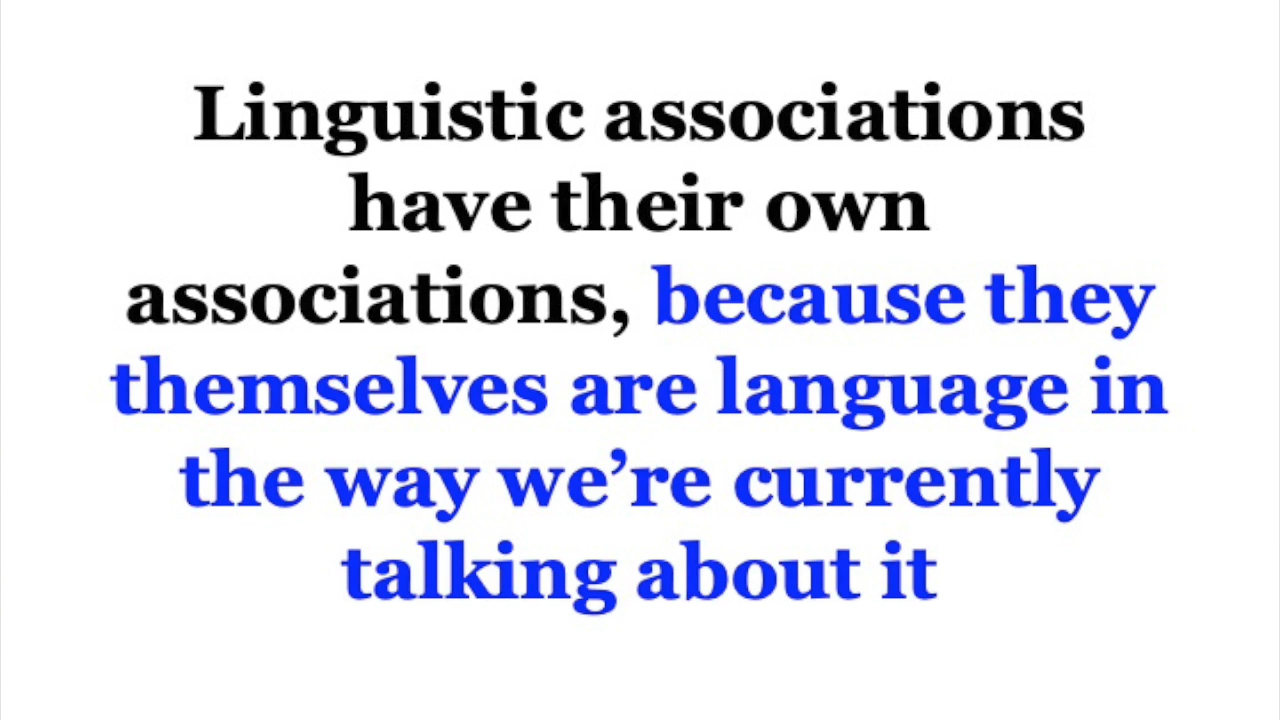 Linguistic associations
have their own
associations, because they
themselves are language in
the way we’re currently
talking about it